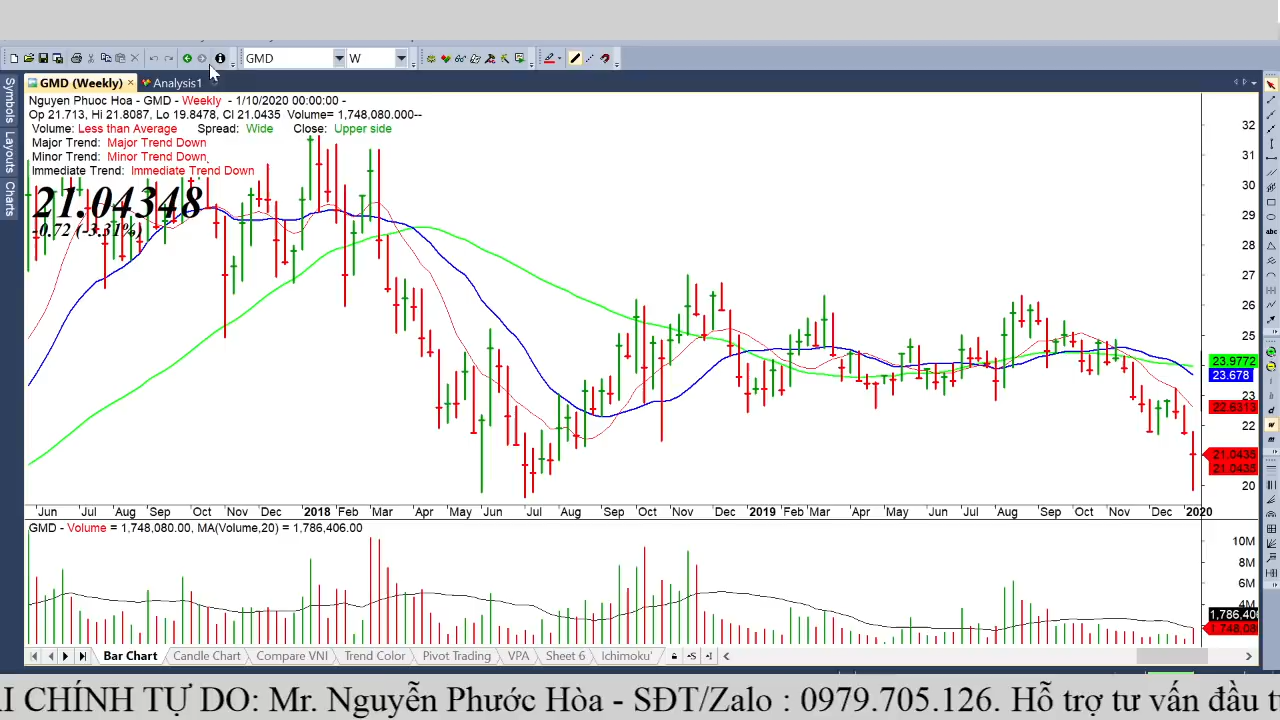 GMD W
Symbols
Layouts
Charts
GMD (Weekly) × Analysis1
Nguyen Phuoc Hoa - GMD - Weekly - 1/10/2020 00:00:00 -
Op 21.713, Hi 21.8087, Lo 19.8478, Cl 21.0435 Volume= 1,748,080.000--
Volume: Less than Average Spread: Wide Close: Upper side
Major Trend: Major Trend Down
Minor Trend: Minor Trend Down
Immediate Trend: Immediate Trend Down
21.04348
-0.72 (-3.31%)
32
31
30
29
28
27
26
25
23.9772
23.678
23
22.6313
22
21.0435
21.0435
20
Jun Jul Aug Sep Oct Nov Dec 2018 Feb Mar Apr May Jun Jul Aug Sep Oct Nov Dec 2019 Feb Mar Apr May Jun Jul Aug Sep Oct Nov Dec 2020
GMD - Volume = 1,748,080.00, MA(Volume,20) = 1,786,406.00
10M
8M
6M
4M
1,786,40
1,748,08
Bar Chart Candle Chart Compare VNI Trend Color Pivot Trading VPA Sheet 6 Ichimoku'
AI CHÍNH TỰ DO: Mr. Nguyễn Phước Hòa - SĐT/Zalo : 0979.705.126. Hỗ trợ tư vấn đầu t